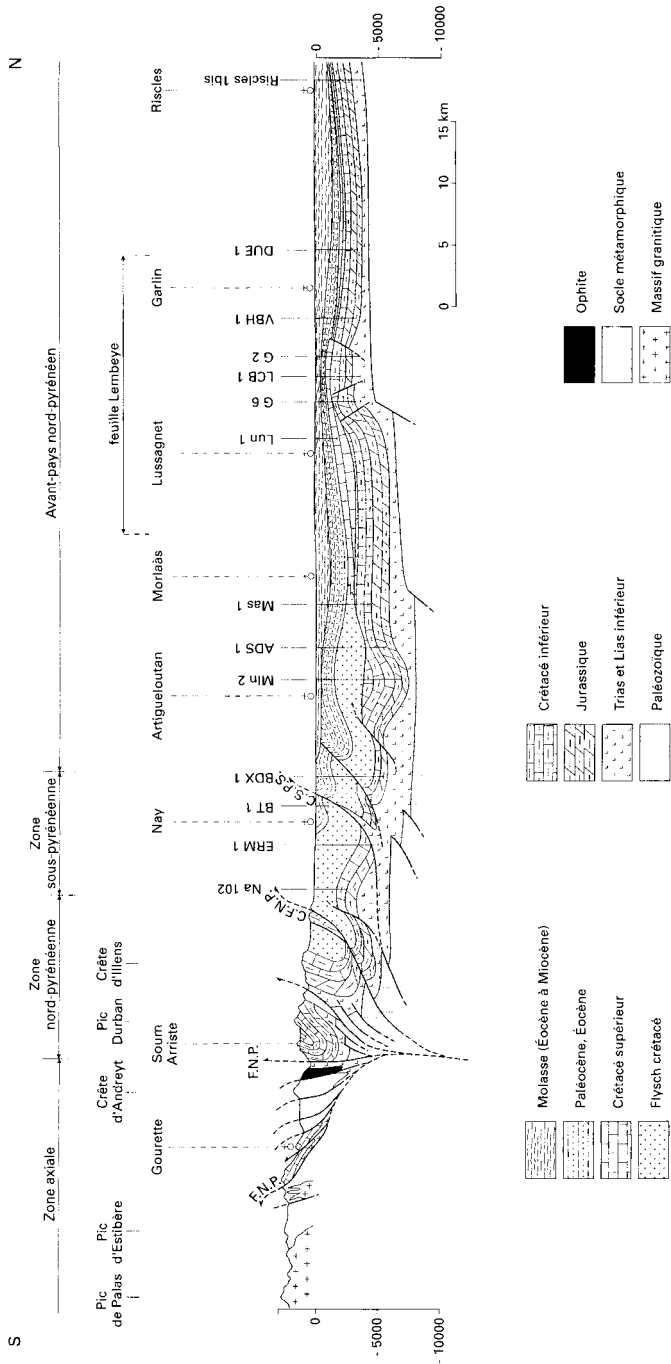 S
N
Zone axiale
Zone
nord-pyrénéenne
Zone
sous-pyrénéenne
Avant-pays nord-pyrénéen
feuille Lembeye
Pic
de Palas
Pic
d'Estibère
Gourette
Crête
d'Andreyt
Soum
Arriste
Pic
Durban
Crête
d'Illens
Nay
Artigueloutan
Morlaàs
Lussagnet
Garlin
Riscles
F.N.P.
F.N.P.
C.F.N.P.
Na 102
ERM 1
BT 1
C.S.P.S.
BDX 1
Mln 2
ADS 1
Mas 1
Lun 1
G 6
LCB 1
G 2
VBH 1
DUE 1
Riscles 1bis
0
- 5000
- 10000
0
- 5000
- 10000
0 5 10 15 km
Molasse (Éocène à Miocène)
Paléocène, Éocène
Crétacé supérieur
Flysch crétacé
Crétacé inférieur
Jurassique
Trias et Lias inférieur
Paléozoïque
Ophite
Socle métamorphique
Massif granitique